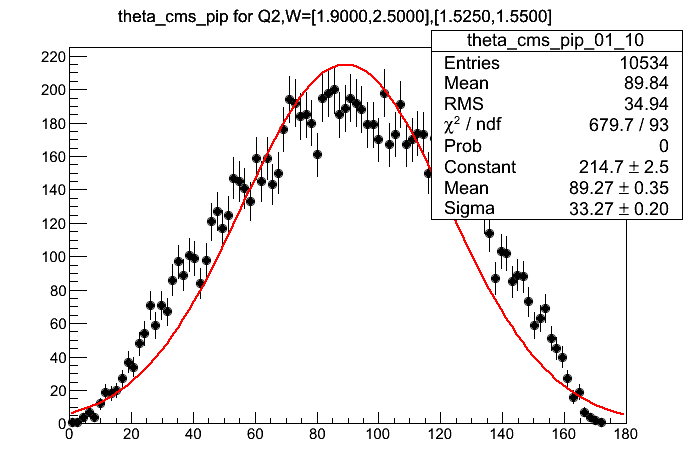 theta_cms_pip for Q2,W=[1.9000,2.5000],[1.5250,1.5500]
theta_cms_pip_01_10
Entries 10534
Mean 89.84
RMS 34.94
χ² / ndf 679.7 / 93
Prob 0
Constant 214.7 ± 2.5
Mean 89.27 ± 0.35
Sigma 33.27 ± 0.20
220
200
180
160
140
120
100
80
60
40
20
0
0 20 40 60 80 100 120 140 160 180